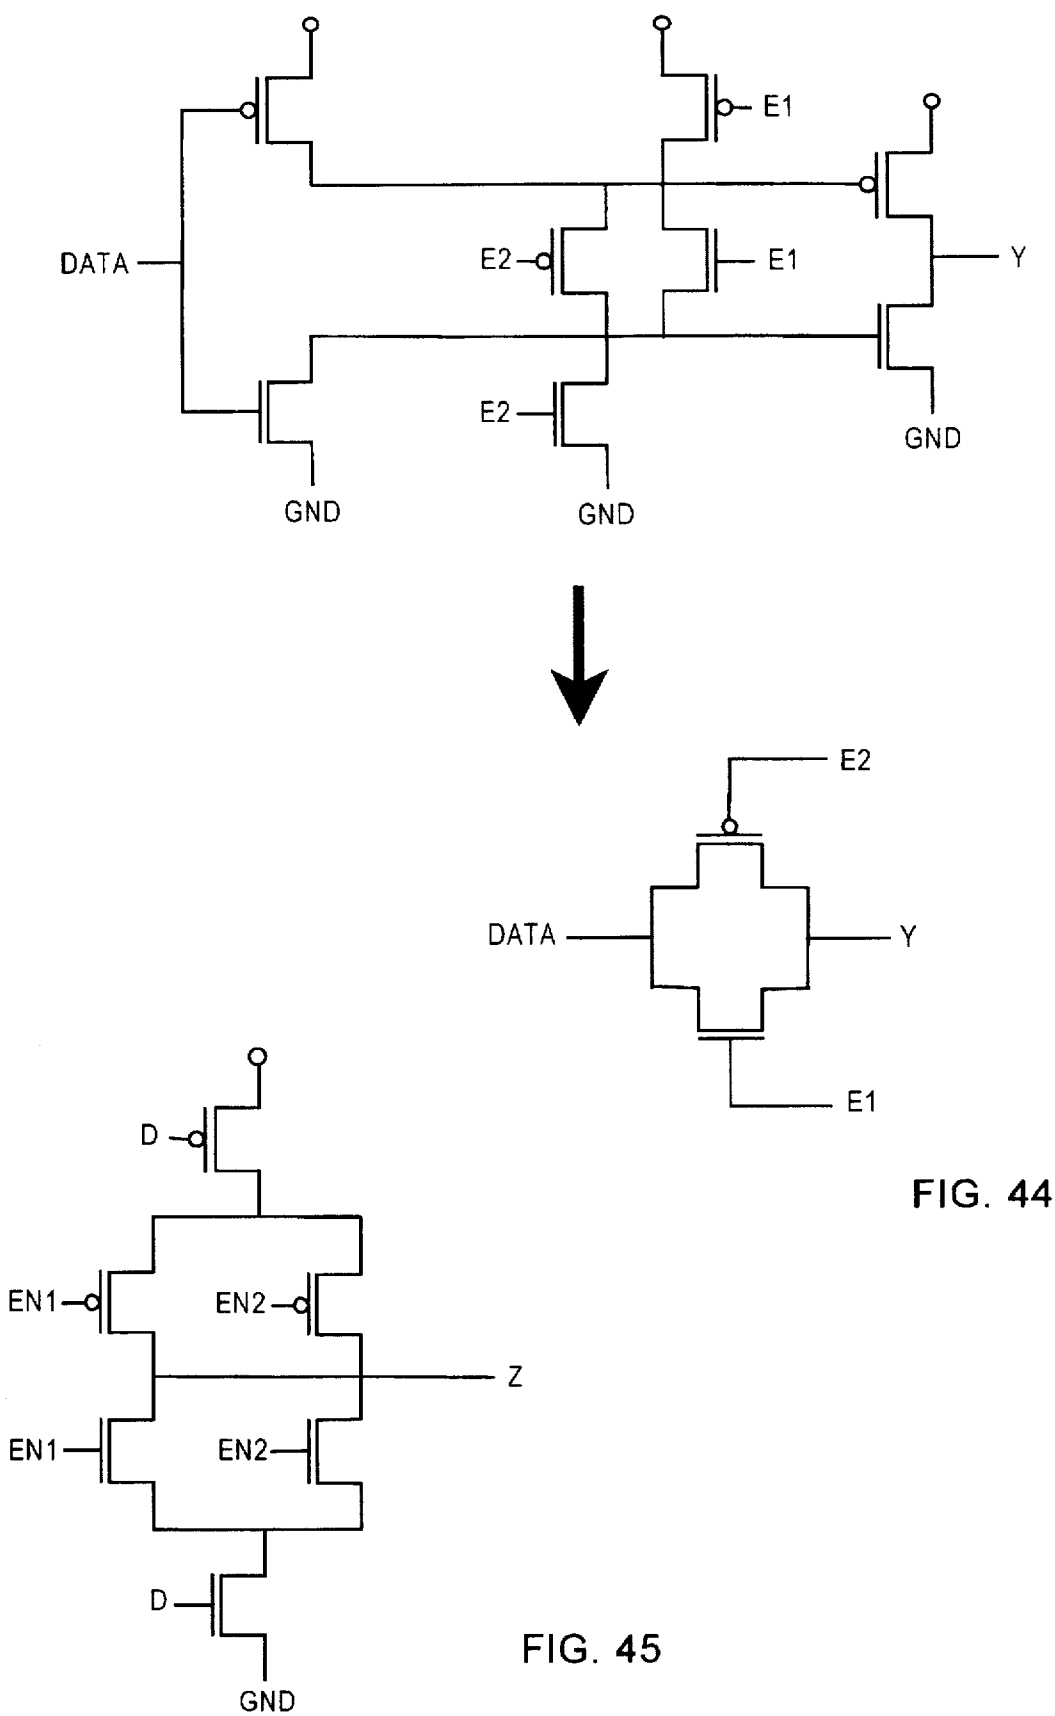 E1
DATA
E2
E1
Y
E2
GND
GND
GND
E2
DATA
Y
E1
FIG. 44
D
EN1
EN2
Z
EN1
EN2
D
GND
FIG. 45